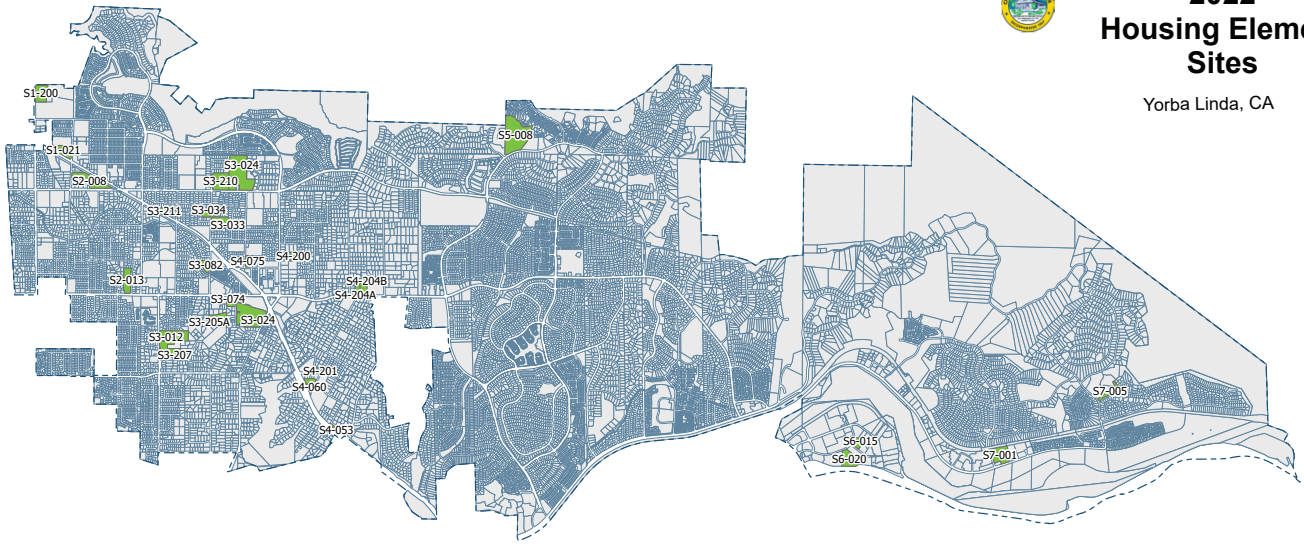 2022
Housing Eleme
Sites
Yorba Linda, CA
S1-200
S5-008
S1-021
S3-024
S2-008
S3-210
S3-211
S3-034
S3-033
S3-082
S4-075
S4-200
S2-013
S4-204B
S4-204A
S3-074
S3-205A
S3-024
S3-012
S3-207
S4-201
S4-060
S4-053
S7-005
S6-015
S6-020
S7-001